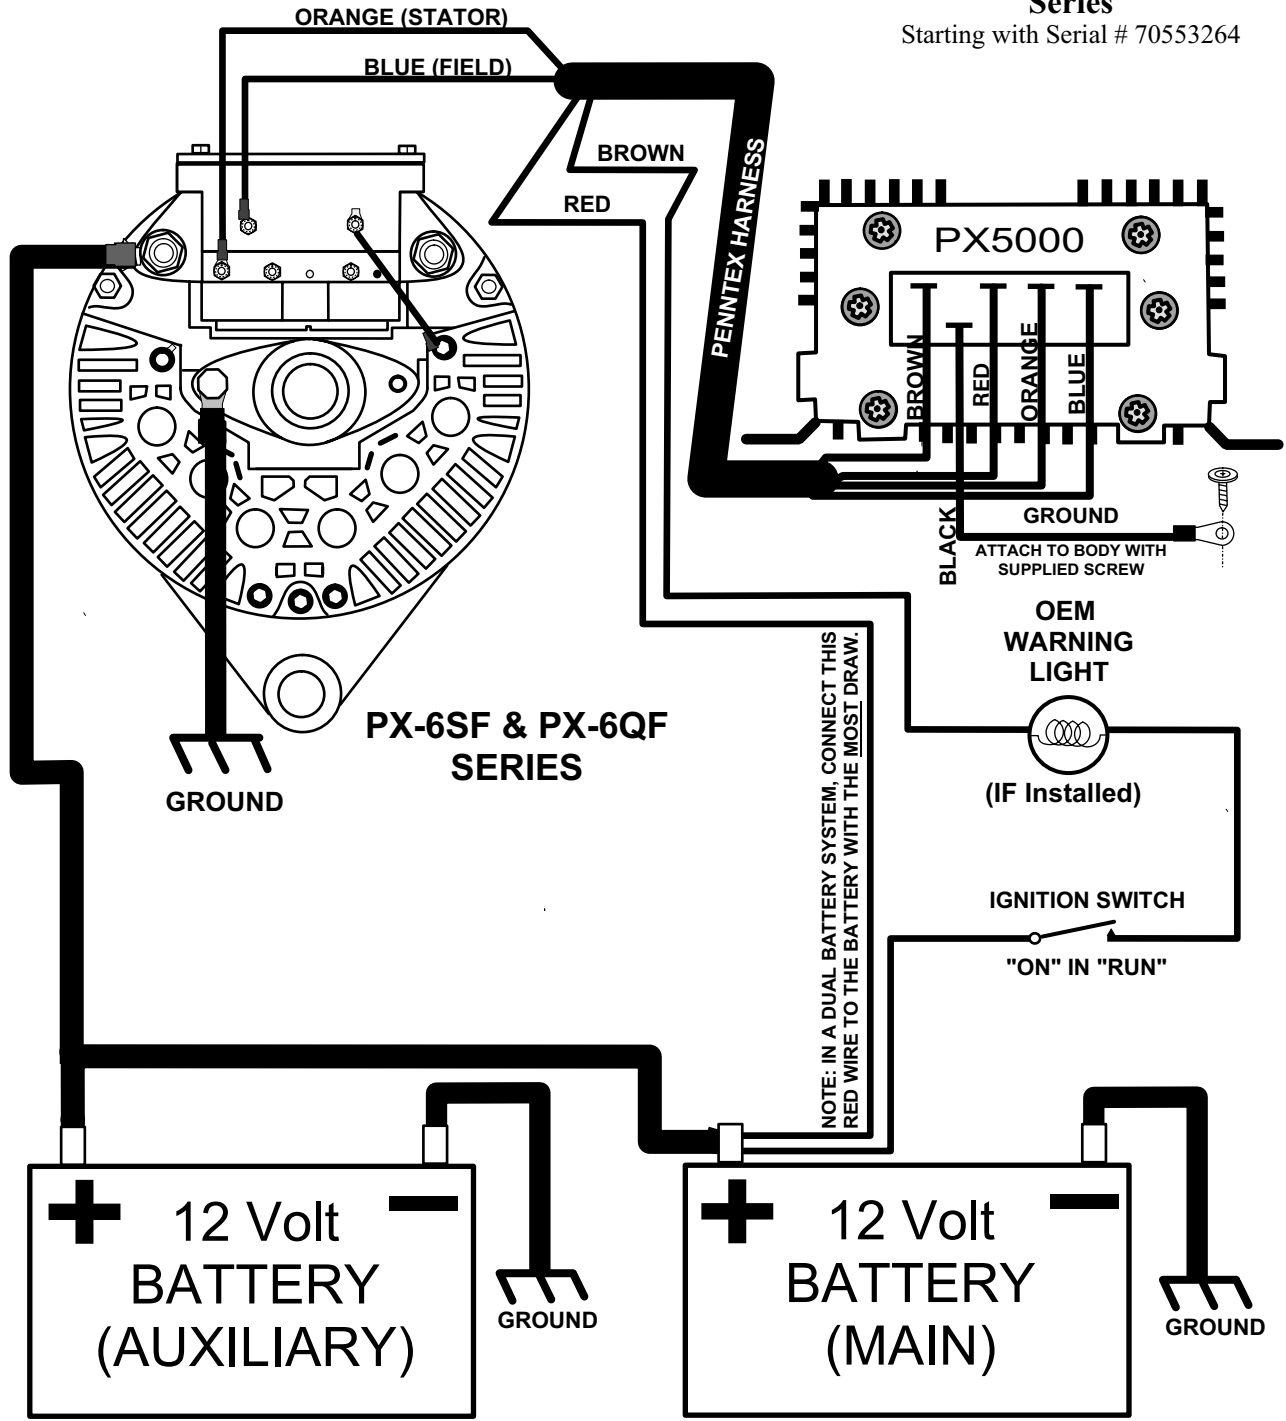 Series
Starting with Serial # 70553264
ORANGE (STATOR)
BLUE (FIELD)
BROWN
RED
PENNTEX HARNESS
PX5000
BROWN
RED
ORANGE
BLUE
BLACK
GROUND
ATTACH TO BODY WITH
SUPPLIED SCREW
OEM
WARNING
LIGHT
(IF Installed)
PX-6SF & PX-6QF
SERIES
GROUND
NOTE: IN A DUAL BATTERY SYSTEM, CONNECT THIS
RED WIRE TO THE BATTERY WITH THE MOST DRAW.
IGNITION SWITCH
"ON" IN "RUN"
12 Volt
BATTERY
(AUXILIARY)
GROUND
12 Volt
BATTERY
(MAIN)
GROUND